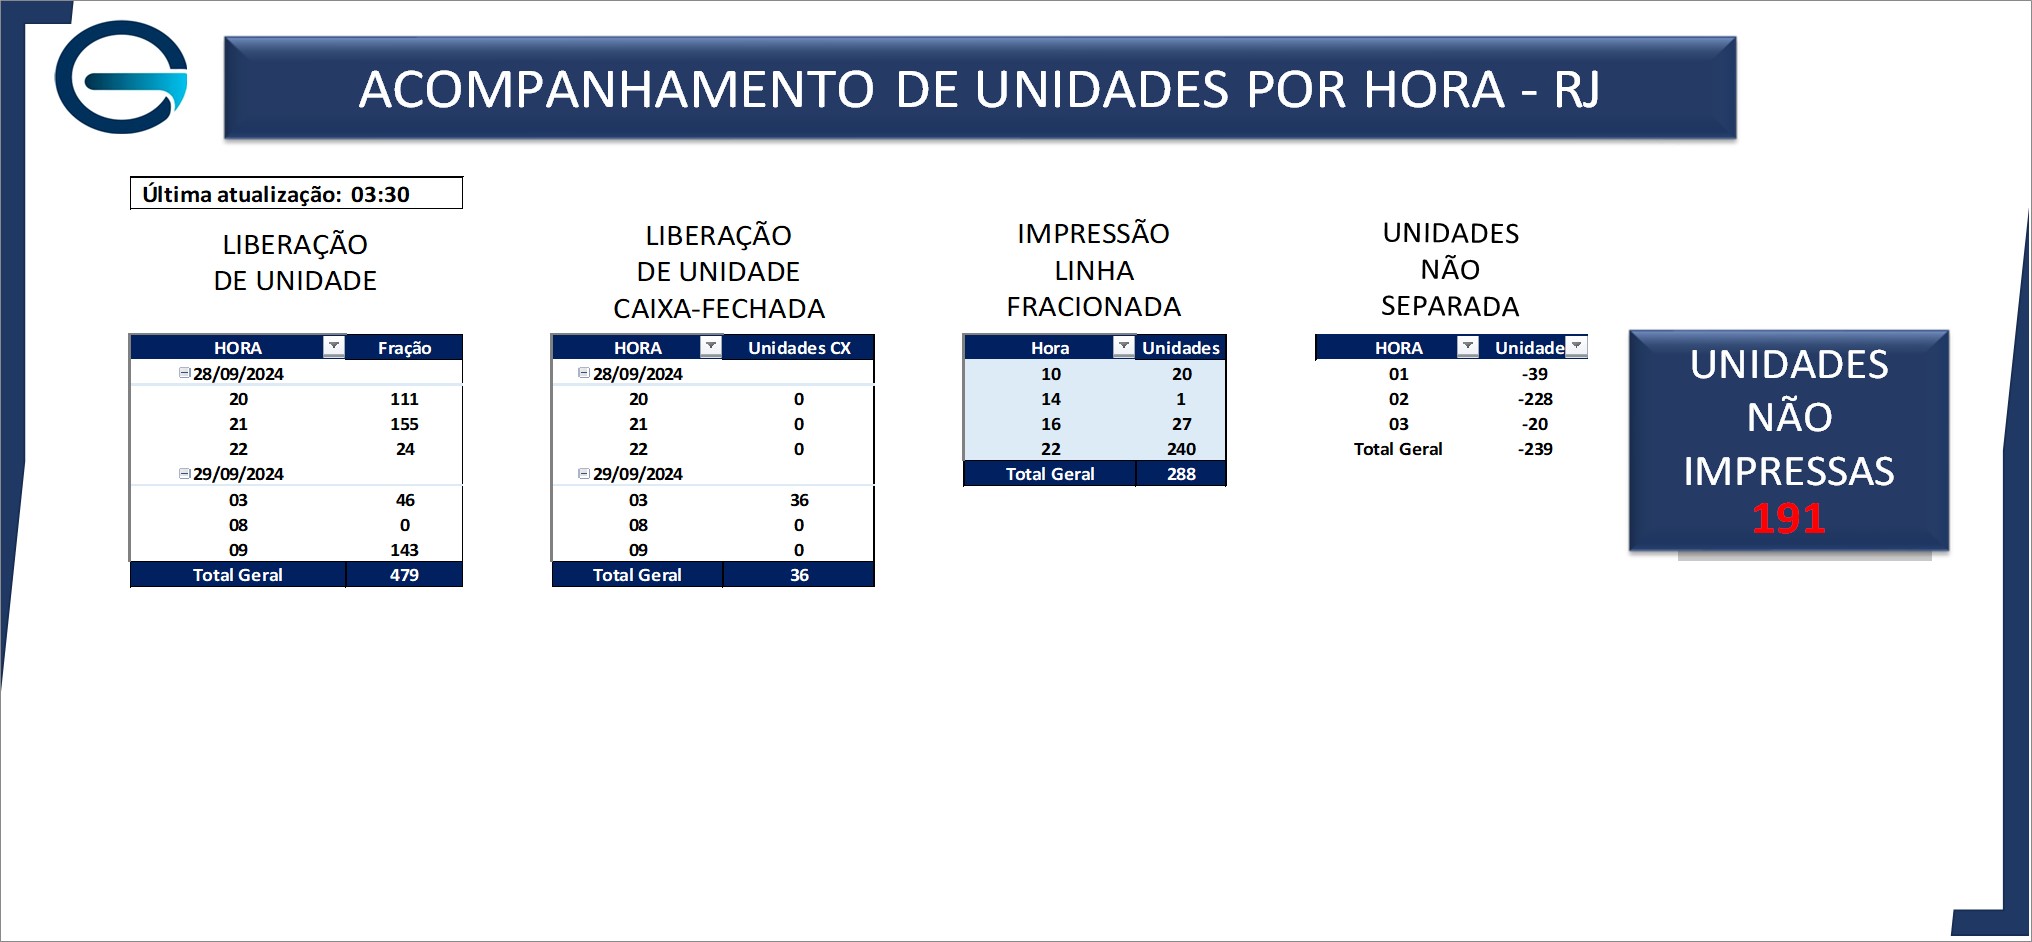 ACOMPANHAMENTO DE UNIDADES POR HORA - RJ
Última atualização: 03:30
LIBERAÇÃO
DE UNIDADE
HORA Fração
28/09/2024
20 111
21 155
22 24
29/09/2024
03 46
08 0
09 143
Total Geral 479
LIBERAÇÃO
DE UNIDADE
CAIXA-FECHADA
HORA Unidades CX
28/09/2024
20 0
21 0
22 0
29/09/2024
03 36
08 0
09 0
Total Geral 36
IMPRESSÃO
LINHA
FRACIONADA
Hora Unidades
10 20
14 1
16 27
22 240
Total Geral 288
UNIDADES
NÃO
SEPARADA
HORA Unidade
01 -39
02 -228
03 -20
Total Geral -239
UNIDADES
NÃO
IMPRESSAS
191